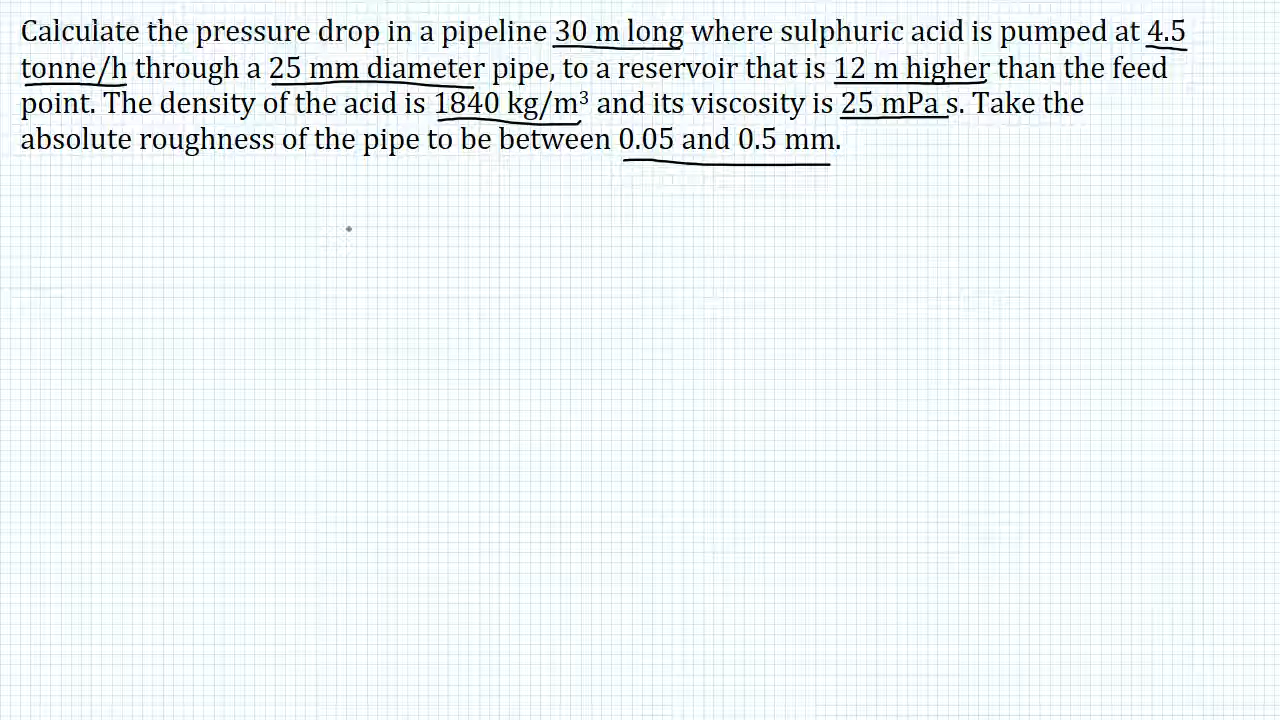 Calculate the pressure drop in a pipeline 30 m long where sulphuric acid is pumped at 4.5
tonne/h through a 25 mm diameter pipe, to a reservoir that is 12 m higher than the feed
point. The density of the acid is 1840 kg/m³ and its viscosity is 25 mPa s. Take the
absolute roughness of the pipe to be between 0.05 and 0.5 mm.